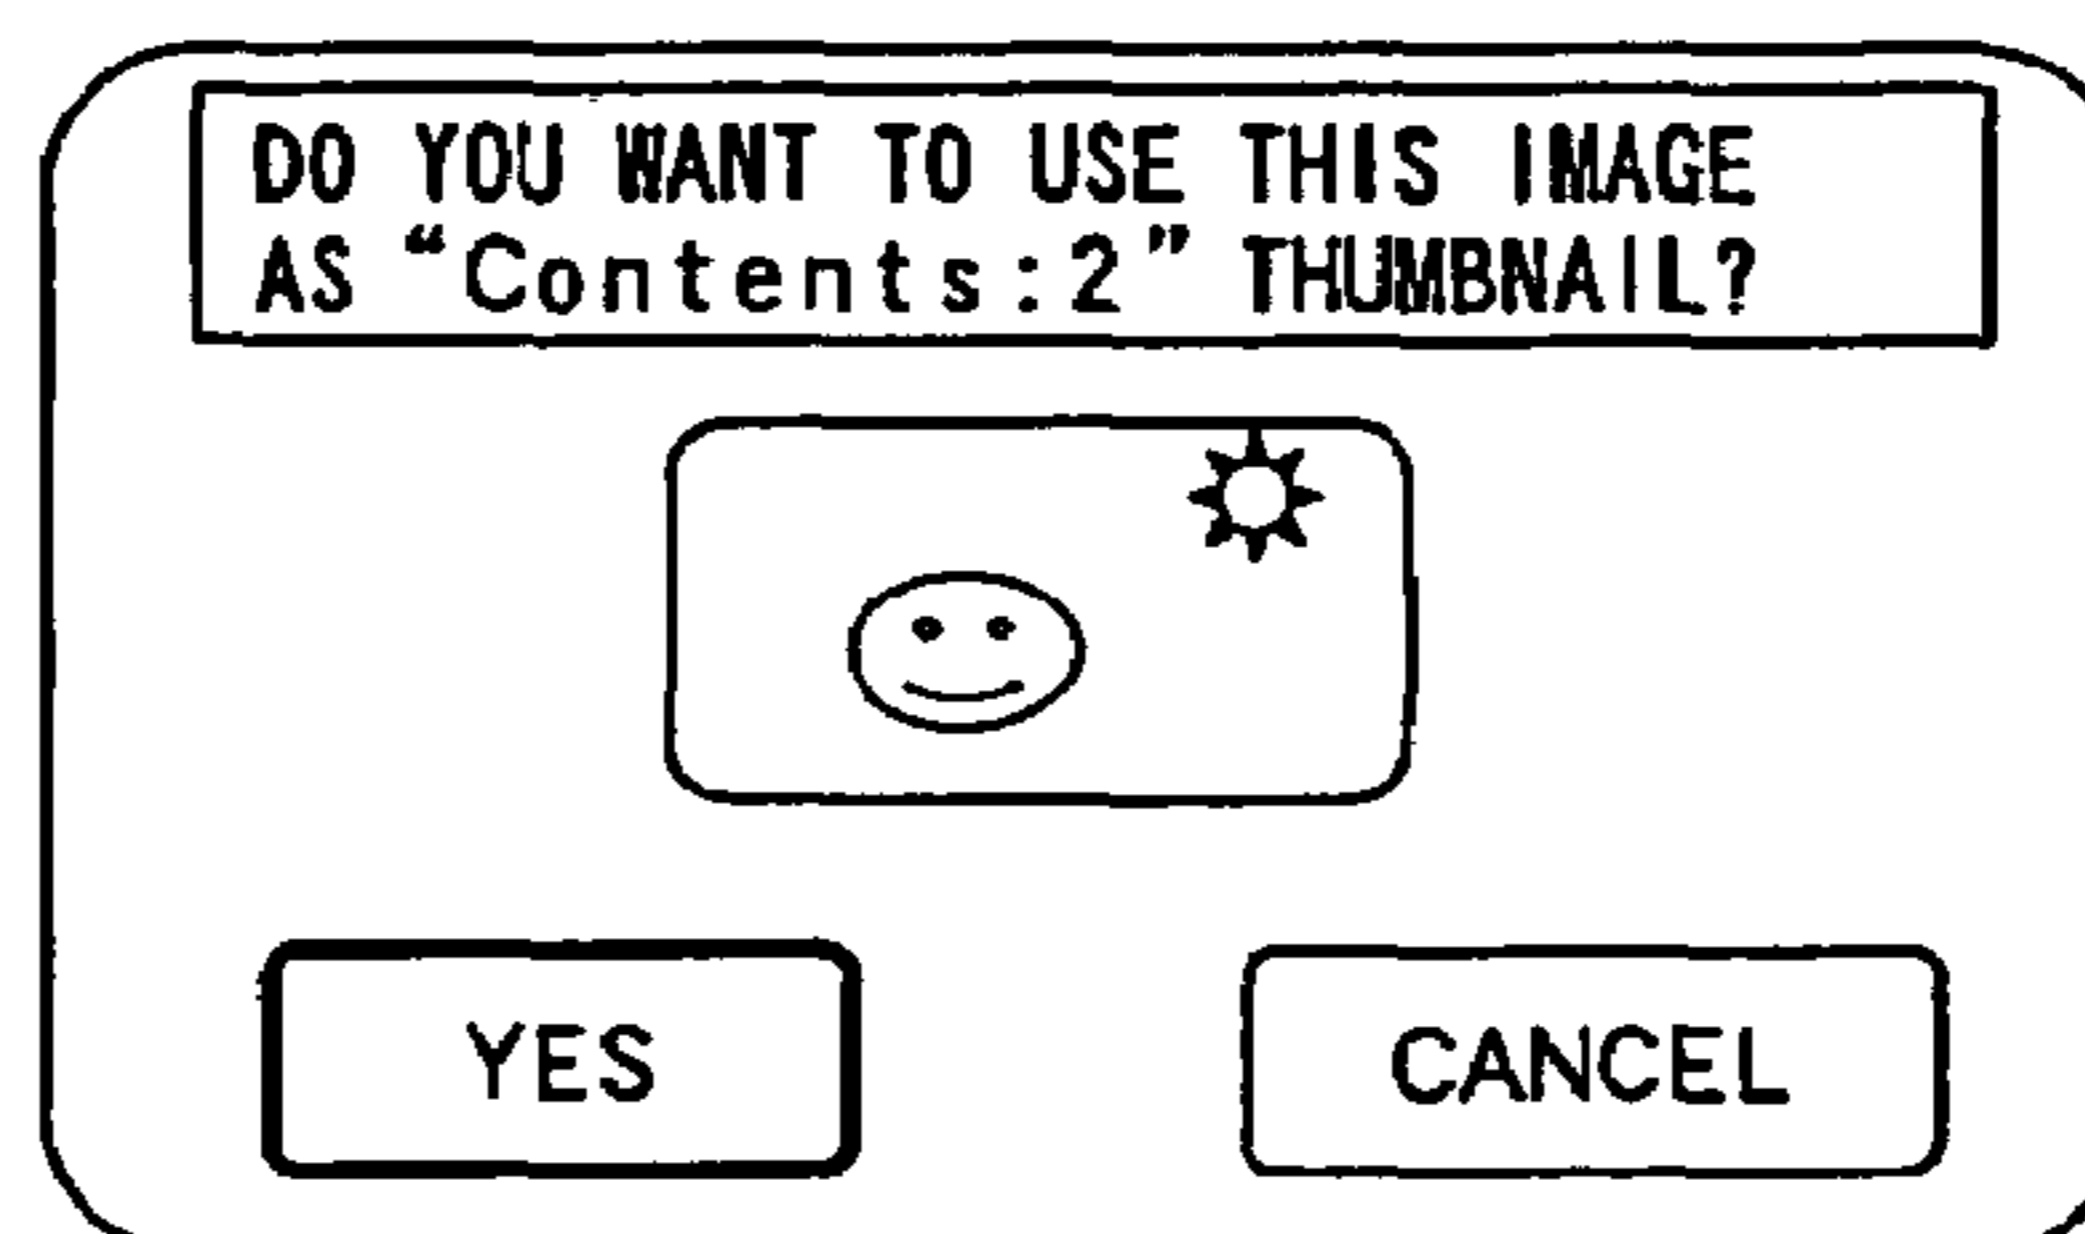 DO YOU WANT TO USE THIS IMAGE
AS “Contents:2” THUMBNAIL?
YES
CANCEL